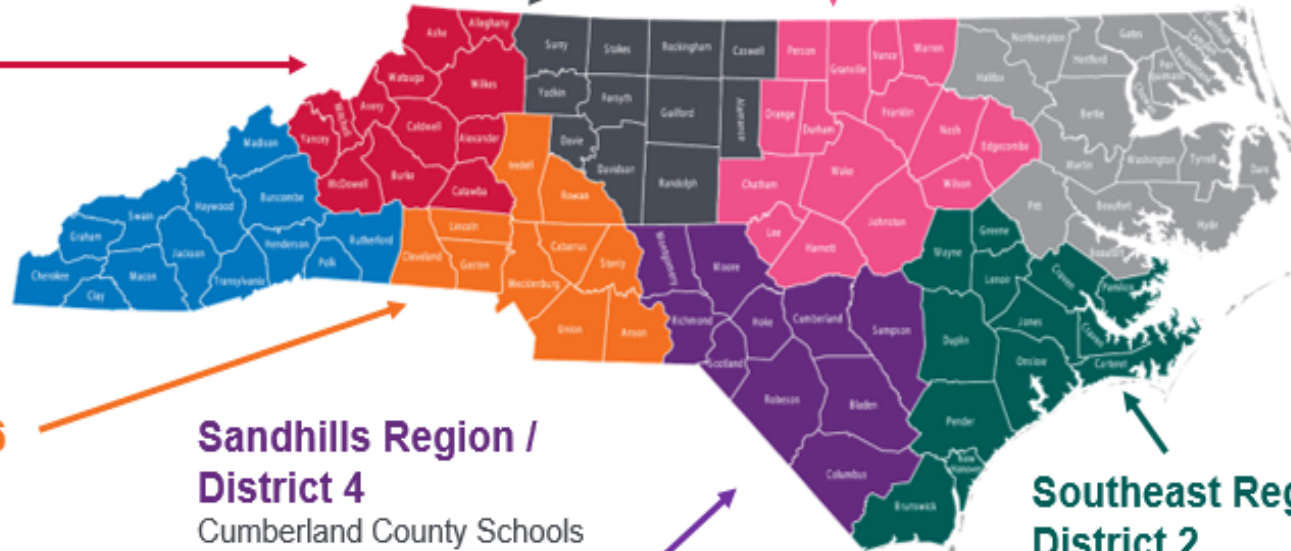 Ashe
Alleghany
Surry
Stokes
Rockingham
Caswell
Person
Granville
Vance
Warren
Northampton
Gates
Hertford
Halifax
Watauga
Wilkes
Yadkin
Forsyth
Guilford
Alamance
Orange
Durham
Franklin
Nash
Edgecombe
Bertie
Mitchell
Avery
Yancey
Caldwell
Alexander
Iredell
Davie
Davidson
Randolph
Chatham
Wake
Wilson
Martin
Washington
Tyrrell
Dare
Madison
McDowell
Burke
Catawba
Rowan
Buncombe
Haywood
Swain
Graham
Cherokee
Clay
Macon
Jackson
Transylvania
Henderson
Polk
Rutherford
Cleveland
Lincoln
Gaston
Mecklenburg
Cabarrus
Stanly
Union
Anson
Montgomery
Moore
Lee
Harnett
Johnston
Wayne
Greene
Pitt
Beaufort
Hyde
Lenoir
Craven
Pamlico
Jones
Craven
Carteret
Onslow
Duplin
Sampson
Cumberland
Hoke
Richmond
Scotland
Robeson
Bladen
Columbus
Pender
New
Hanover
Brunswick
6
Sandhills Region /
District 4
Cumberland County Schools
Southeast Reg
District 2